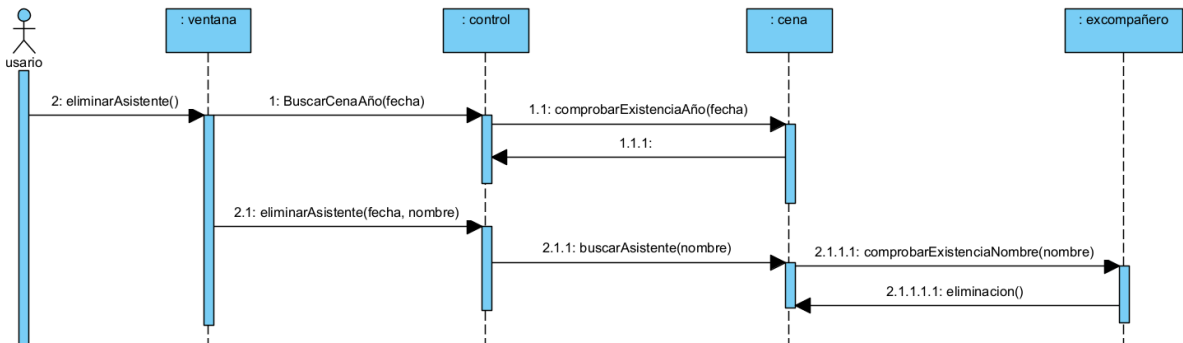 : ventana
: control
: cena
: excompañero
usario
2: eliminarAsistente()
1: BuscarCenaAño(fecha)
1.1: comprobarExistenciaAño(fecha)
1.1.1:
2.1: eliminarAsistente(fecha, nombre)
2.1.1: buscarAsistente(nombre)
2.1.1.1: comprobarExistenciaNombre(nombre)
2.1.1.1.1: eliminacion()